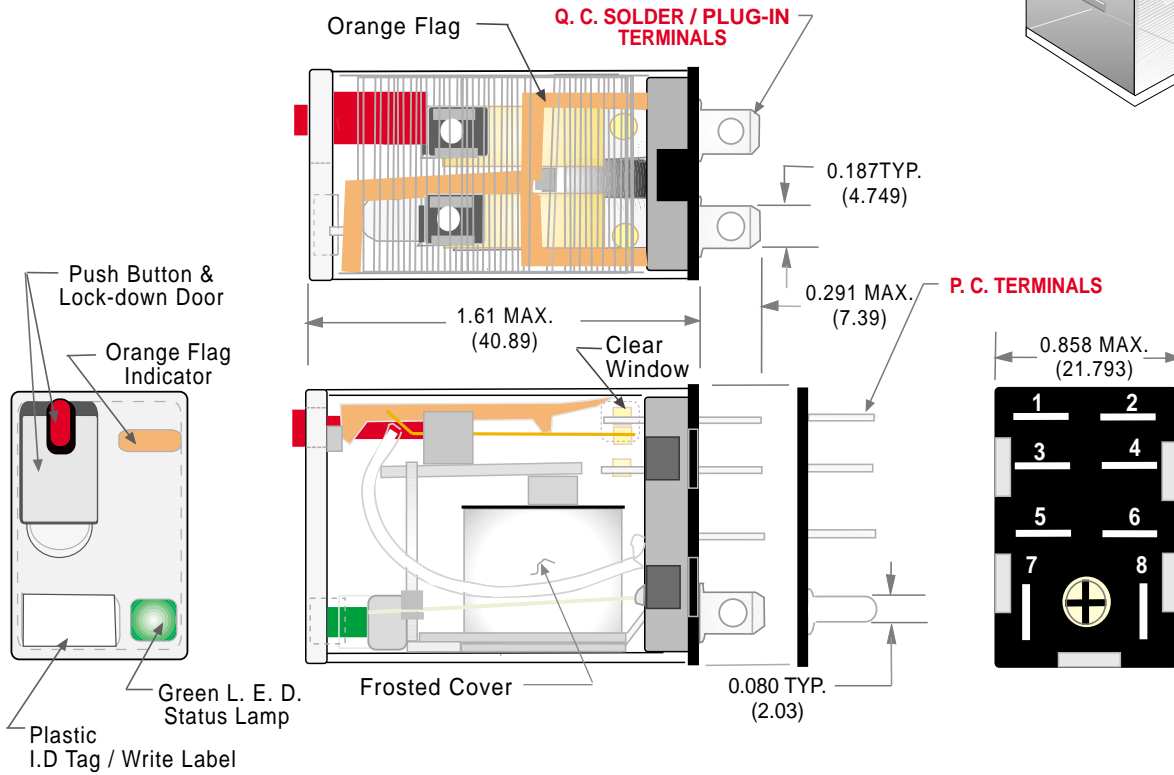 Orange Flag
Q. C. SOLDER / PLUG-IN
TERMINALS
0.187TYP.
(4.749)
Push Button &
Lock-down Door
0.291 MAX.
(7.39)
P. C. TERMINALS
1.61 MAX.
(40.89)
Orange Flag
Indicator
Clear
Window
0.858 MAX.
(21.793)
1 2
3 4
5 6
7 8
Frosted Cover
0.080 TYP.
(2.03)
Green L. E. D.
Status Lamp
Plastic
I.D Tag / Write Label